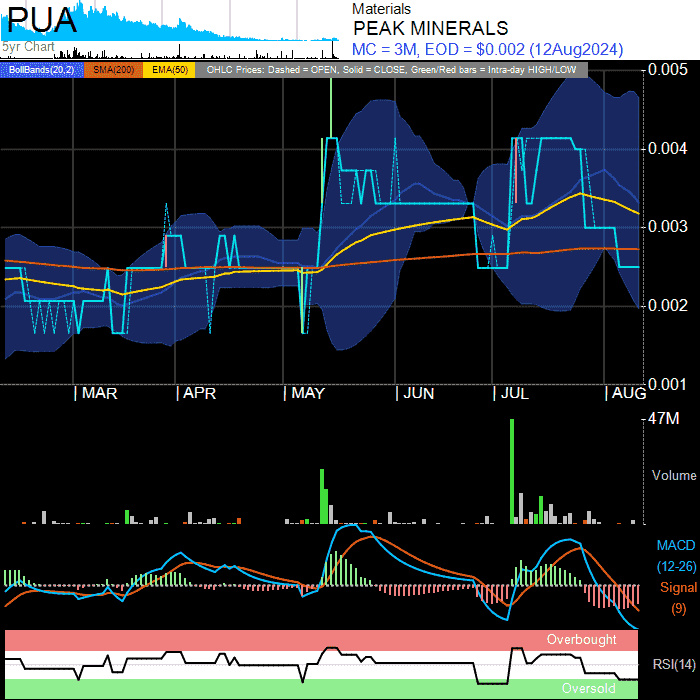 PUA
5yr Chart
Materials
PEAK MINERALS
MC = 3M, EOD = $0.002 (12Aug2024)
BollBands(20,2) SMA(200) EMA(50) OHLC Prices: Dashed = OPEN, Solid = CLOSE, Green/Red bars = Intra-day HIGH/LOW
0.005
0.004
0.003
0.002
0.001
| MAR | APR | MAY | JUN | JUL | AUG
47M
Volume
MACD
(12-26)
Signal
(9)
Overbought
RSI(14)
Oversold